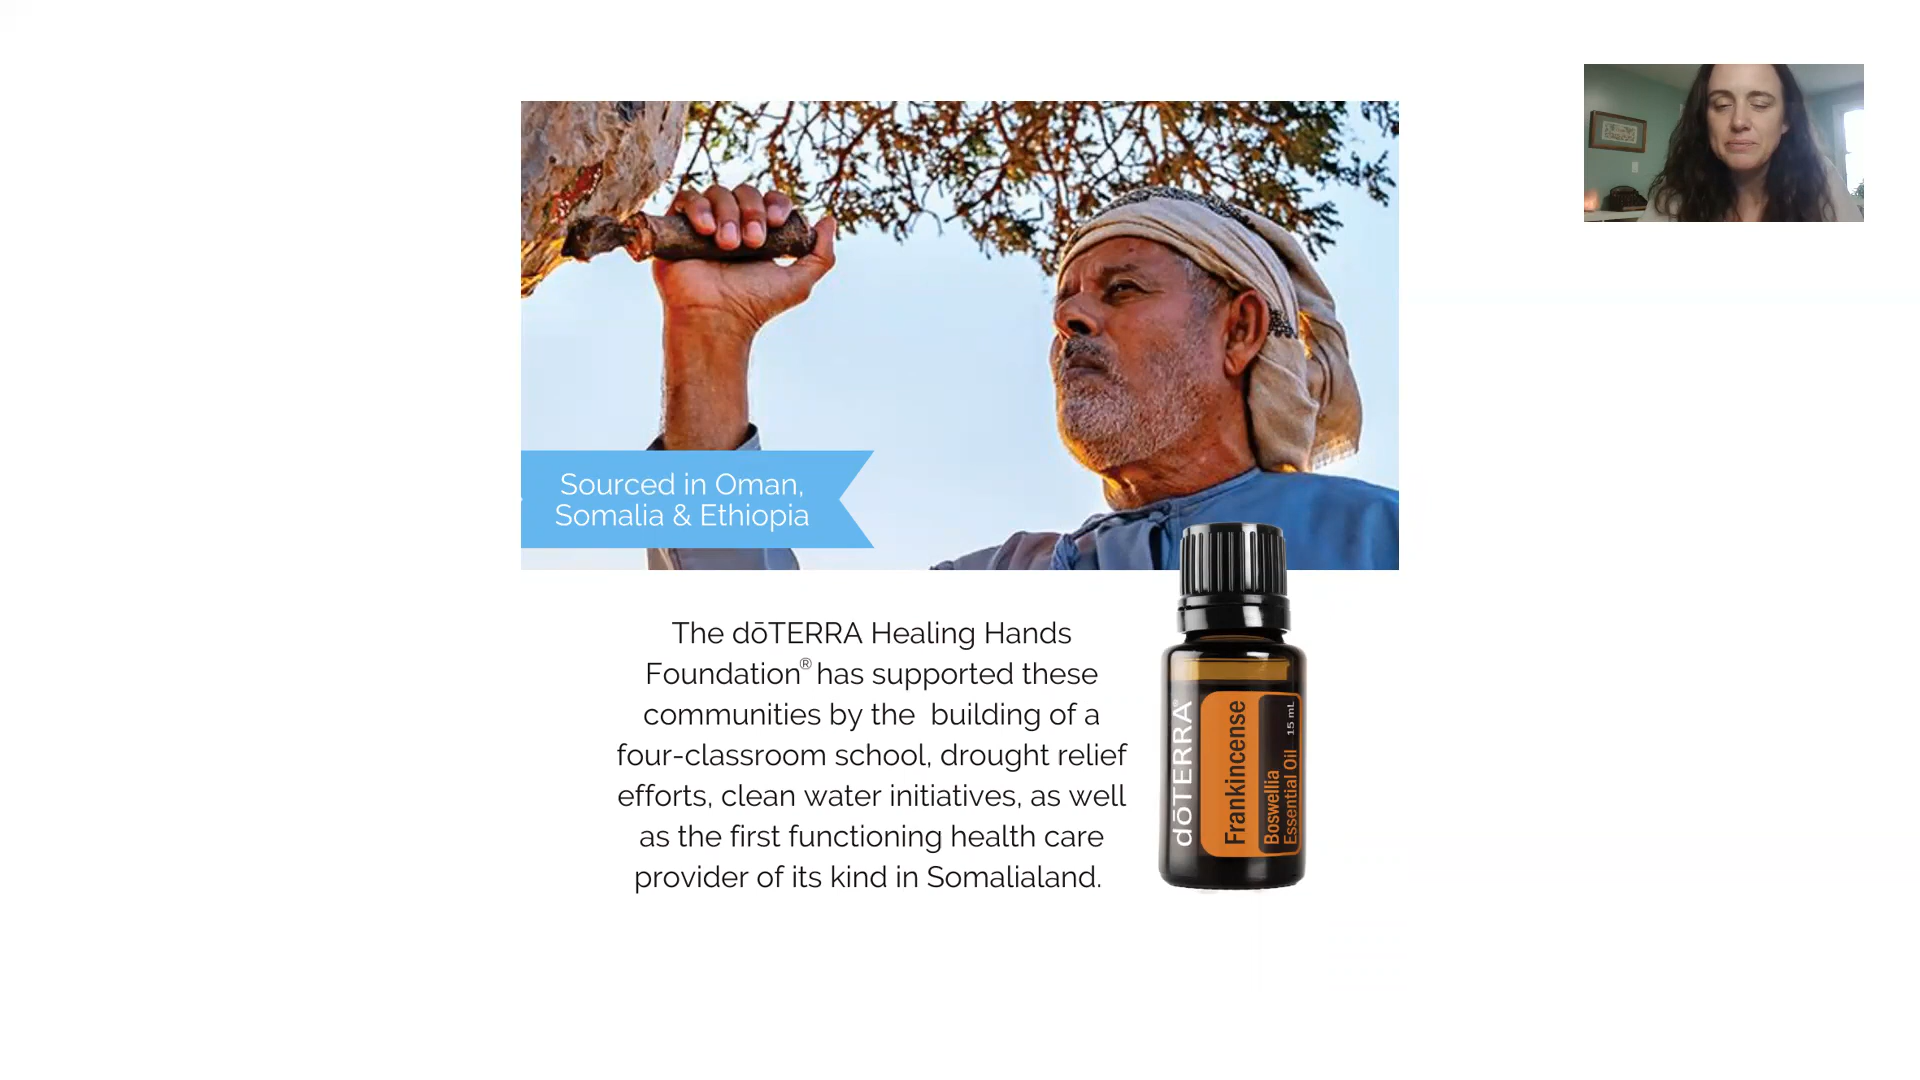 Sourced in Oman,
Somalia & Ethiopia
The dōTERRA Healing Hands
Foundation® has supported these
communities by the building of a
four-classroom school, drought relief
efforts, clean water initiatives, as well
as the first functioning health care
provider of its kind in Somalialand.
dōTERRA®
Frankincense
Boswellia
Essential Oil 15 mL